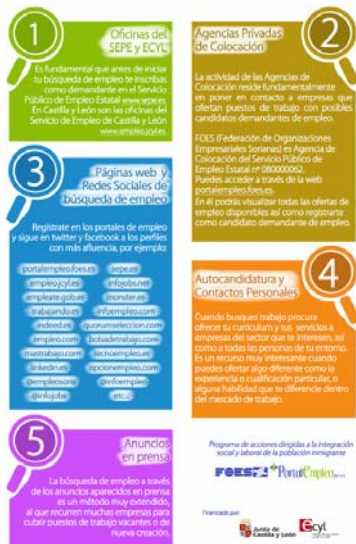 1
Oficinas del
SEPE y ECYL
Es fundamental que antes de iniciar
tu búsqueda de empleo te inscribas
como demandante en el Servicio
Público de Empleo Estatal www.sepe.es.
En Castilla y León son las oficinas del
Servicio de Empleo de Castilla y León
www.empleo.jcyl.es
2
Agencias Privadas
de Colocación
La actividad de las Agencias de
Colocación reside fundamentalmente
en poner en contacto a empresas que
ofertan puestos de trabajo con posibles
candidatos demandantes de empleo.
FOES (Federación de Organizaciones
Empresariales Sorianas) es Agencia de
Colocación del Servicio Público de
Empleo Estatal nº 080000062.
Puedes acceder a través de la web
portalempleo.foes.es.
En él podrás visualizar todas las ofertas de
empleo disponibles así como registrarte
como candidato demandante de empleo.
3
Páginas web y
Redes Sociales de
búsqueda de empleo
Regístrate en los portales de empleo
y sigue en twitter y facebook a los perfiles
con más afluencia, por ejemplo:
portalempleo.foes.es sepe.es
empleo.jcyl.es infojobs.net
empleate.gob.es monster.es
trabajando.es infoempleo.com
indeed.es quorumseleccion.com
empleo.com bolsadetrabajo.com
mastrabajo.com tecnoempleo.es
linkedin.es opcionempleo.com
@empleosoria @infoempleo
@infojobs etc...
4
Autocandidatura y
Contactos Personales
Cuando busques trabajo procura
ofrecer tu curriculum y tus servicios a
empresas del sector que te interesen, así
como a todas las personas de tu entorno.
Es un recurso muy interesante cuando
puedes ofertar algo diferente como la
experiencia o cualificación particular, o
alguna habilidad que te diferencie dentro
del mercado de trabajo.
5
Anuncios
en prensa
La búsqueda de empleo a través
de los anuncios aparecidos en prensa
es un método muy extendido,
al que recurren muchas empresas para
cubrir puestos de trabajo vacantes o de
nueva creación.
Programa de acciones dirigidas a la integración
social y laboral de la población inmigrante
FOES PortalEmpleo
Financiado por:
Junta de
Castilla y León
Ecyl